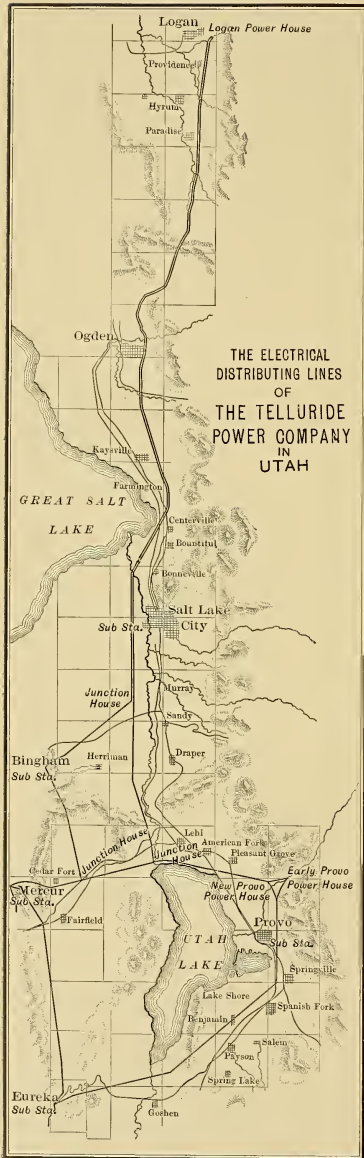 Logan
Logan Power House
Providence
Hyrum
Paradise
Ogden
THE ELECTRICAL
DISTRIBUTING LINES
OF
THE TELLURIDE
POWER COMPANY
IN
UTAH
Kaysville
Farmington
GREAT SALT
LAKE
Centerville
Bountiful
Bonneville
Salt Lake
City
Sub Sta.
Murray
Junction
House
Sandy
Bingham
Sub Sta.
Herriman
Draper
Junction House
Lehi
Junction
House
American Fork
Pleasant Grove
Cedar Fort
Early Provo
Power House
Mercur
Sub Sta.
New Provo
Power House
Fairfield
Provo
Sub Sta.
UTAH
LAKE
Springville
Lake Shore
Spanish Fork
Benjamin
Salem
Payson
Spring Lake
Eureka
Sub Sta.
Goshen